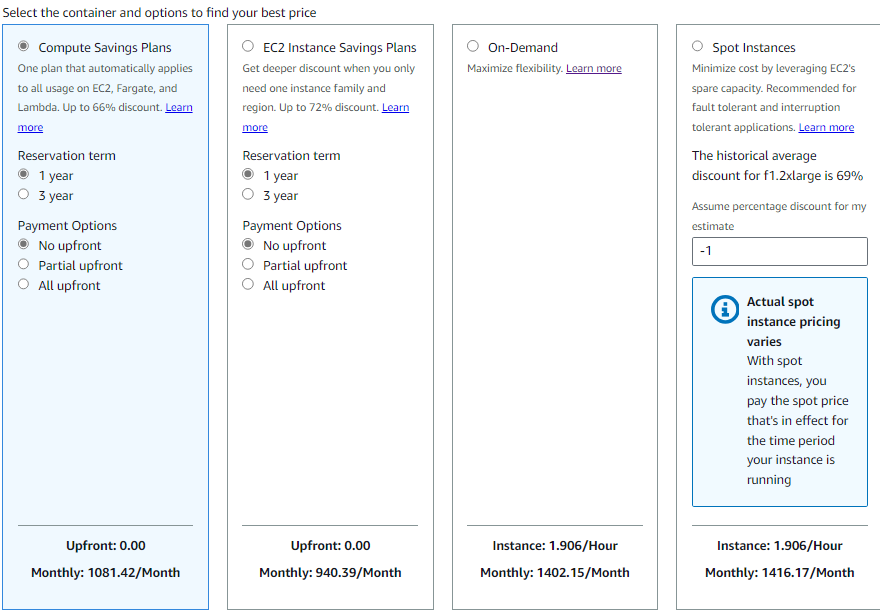 Select the container and options to find your best price
Compute Savings Plans
One plan that automatically applies
to all usage on EC2, Fargate, and
Lambda. Up to 66% discount. Learn
more
Reservation term
1 year
3 year
Payment Options
No upfront
Partial upfront
All upfront
Upfront: 0.00
Monthly: 1081.42/Month
EC2 Instance Savings Plans
Get deeper discount when you only
need one instance family and
region. Up to 72% discount. Learn
more
Reservation term
1 year
3 year
Payment Options
No upfront
Partial upfront
All upfront
Upfront: 0.00
Monthly: 940.39/Month
On-Demand
Maximize flexibility. Learn more
Instance: 1.906/Hour
Monthly: 1402.15/Month
Spot Instances
Minimize cost by leveraging EC2's
spare capacity. Recommended for
fault tolerant and interruption
tolerant applications. Learn more
The historical average
discount for f1.2xlarge is 69%
Assume percentage discount for my
estimate
-1
Actual spot
instance pricing
varies
With spot
instances, you
pay the spot price
that's in effect for
the time period
your instance is
running
Instance: 1.906/Hour
Monthly: 1416.17/Month